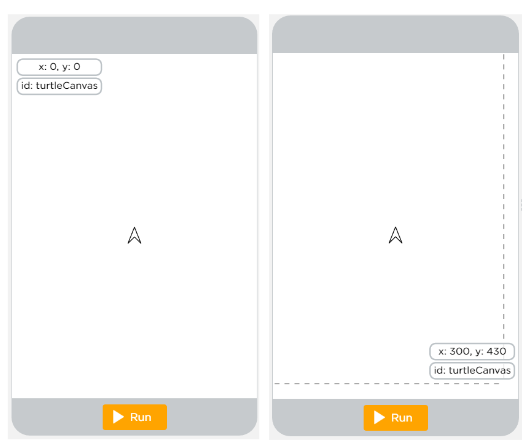 x: 0, y: 0
id: turtleCanvas
Run
x: 300, y: 430
id: turtleCanvas
Run